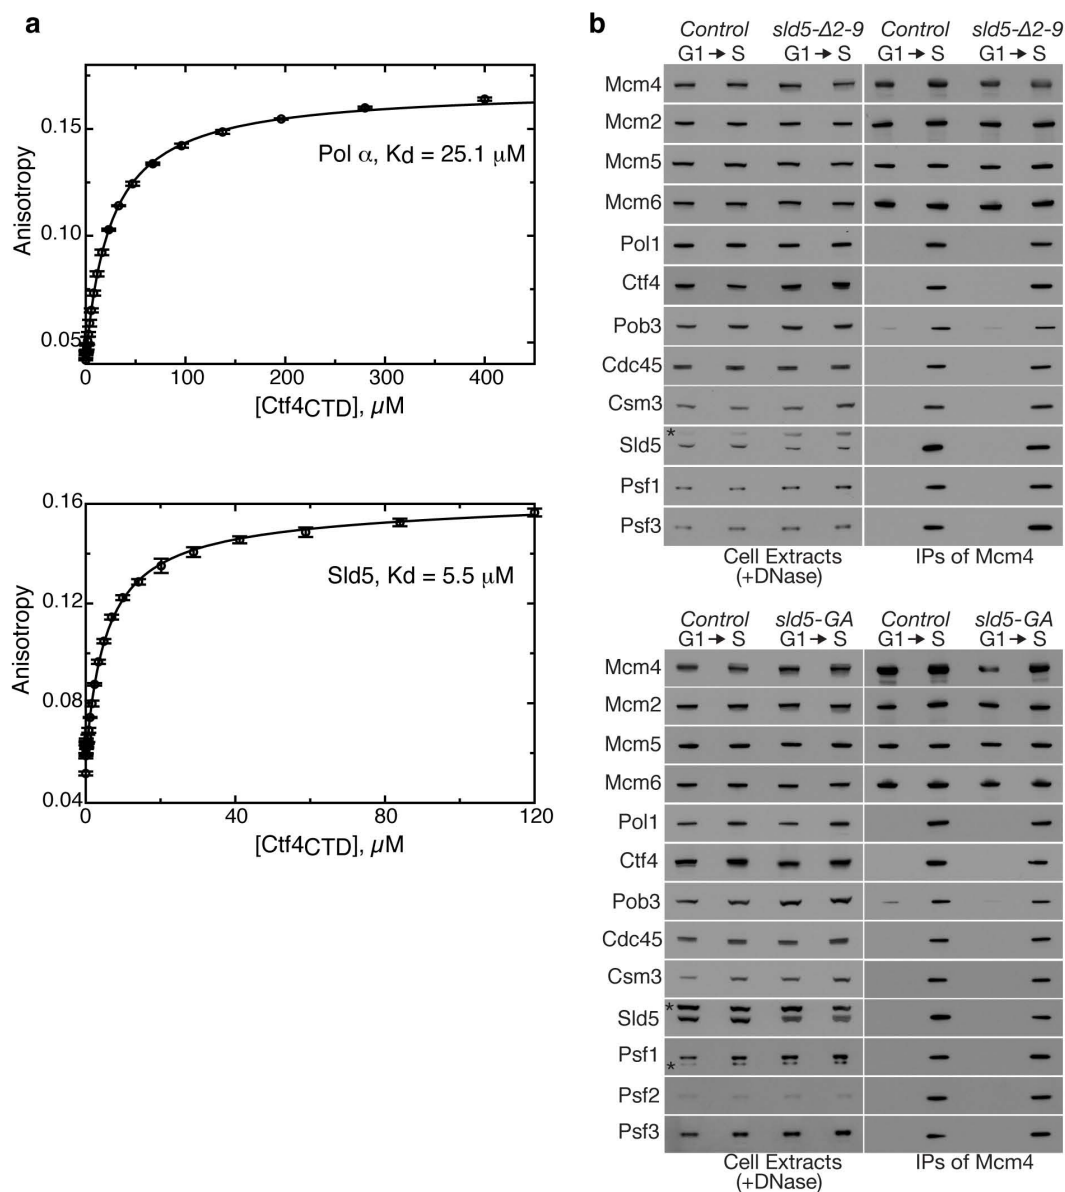 a
0.15
0.10
0.05
Anisotropy
Pol α, Kd = 25.1 μM
0 100 200 300 400
[Ctf4CTD], μM
0.16
0.12
0.08
0.04
Anisotropy
Sld5, Kd = 5.5 μM
0 40 80 120
[Ctf4CTD], μM
b
Control sld5-Δ2-9 Control sld5-Δ2-9
G1 → S G1 → S G1 → S G1 → S
Mcm4
Mcm2
Mcm5
Mcm6
Pol1
Ctf4
Pob3
Cdc45
Csm3
*
Sld5
Psf1
Psf3
Cell Extracts IPs of Mcm4
(+DNase)
Control sld5-GA Control sld5-GA
G1 → S G1 → S G1 → S G1 → S
Mcm4
Mcm2
Mcm5
Mcm6
Pol1
Ctf4
Pob3
Cdc45
Csm3
*
Sld5
Psf1
*
Psf2
Psf3
Cell Extracts IPs of Mcm4
(+DNase)